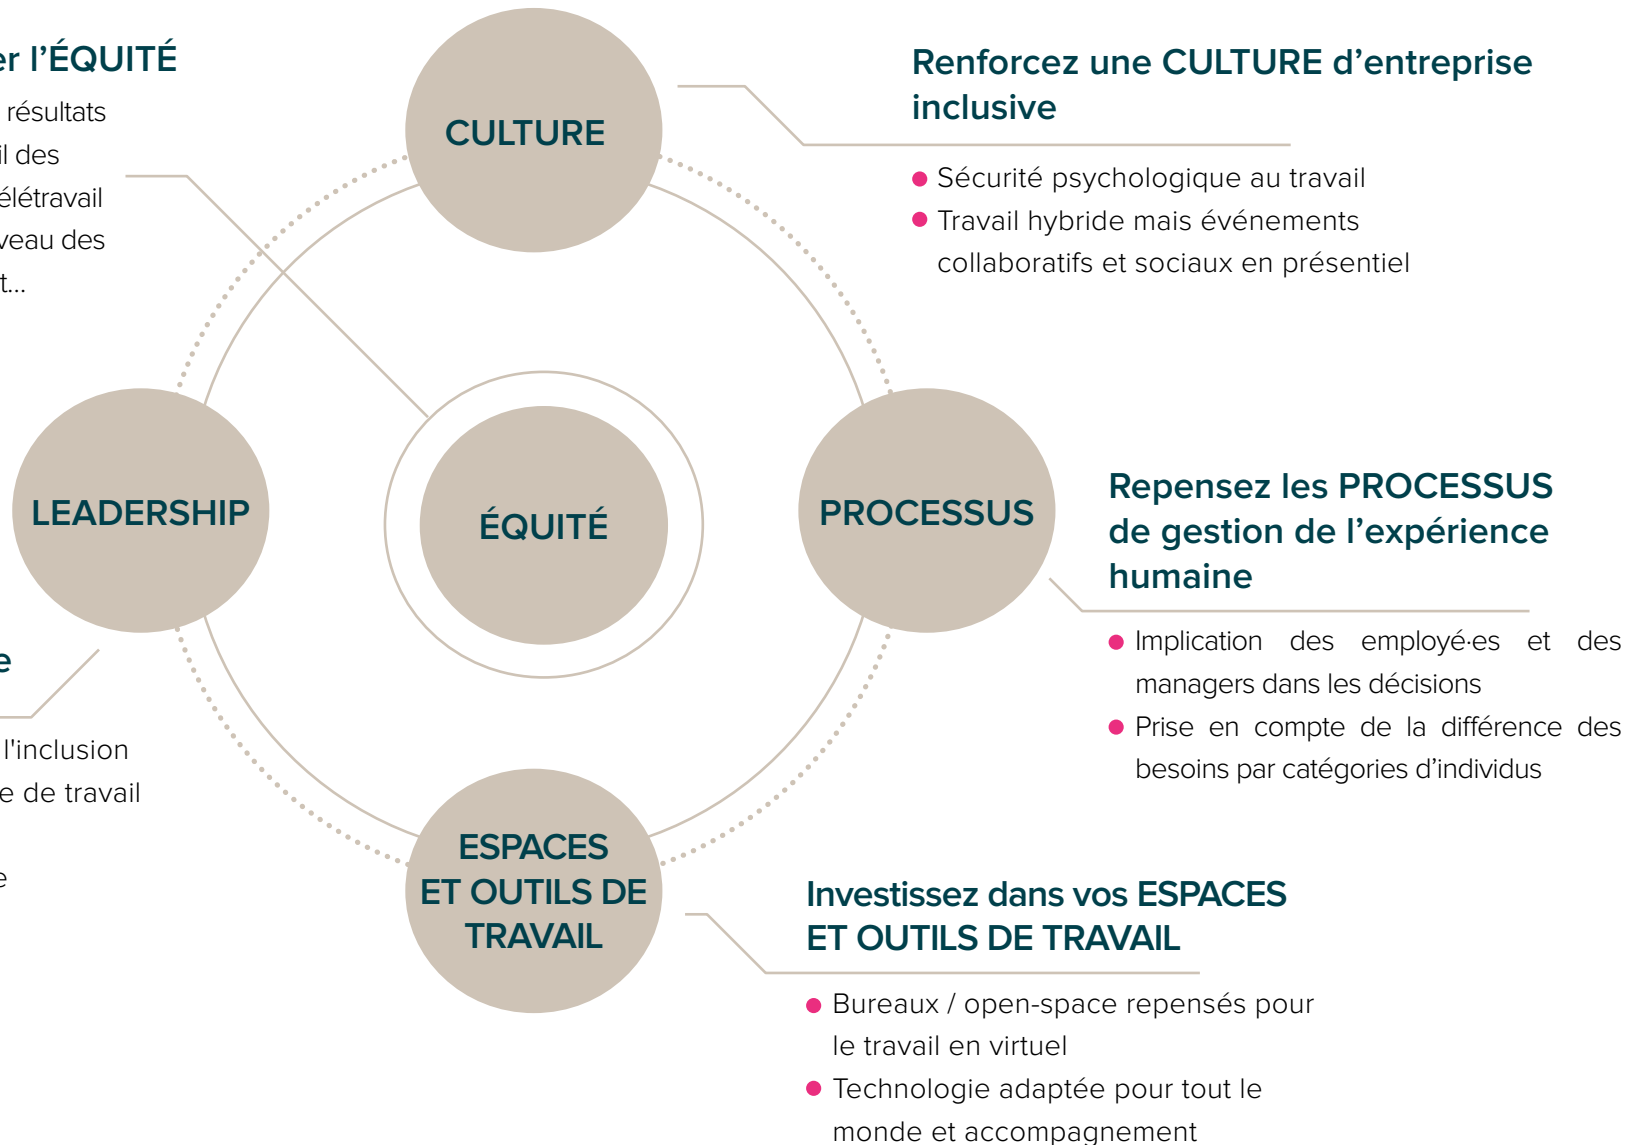 l'ÉQUITÉ
résultats
des
des
CULTURE
Renforcez une CULTURE d'entreprise
inclusive
● Sécurité psychologique au travail
● Travail hybride mais événements
collaboratifs et sociaux en présentiel
LEADERSHIP
ÉQUITÉ
PROCESSUS
Repensez les PROCESSUS
de gestion de l'expérience
humaine
● Implication des employé·es et des
managers dans les décisions
● Prise en compte de la différence des
besoins par catégories d'individus
l'inclusion
de travail
ESPACES
ET OUTILS DE
TRAVAIL
Investissez dans vos ESPACES
ET OUTILS DE TRAVAIL
● Bureaux / open-space repensés pour
le travail en virtuel
● Technologie adaptée pour tout le
monde et accompagnement